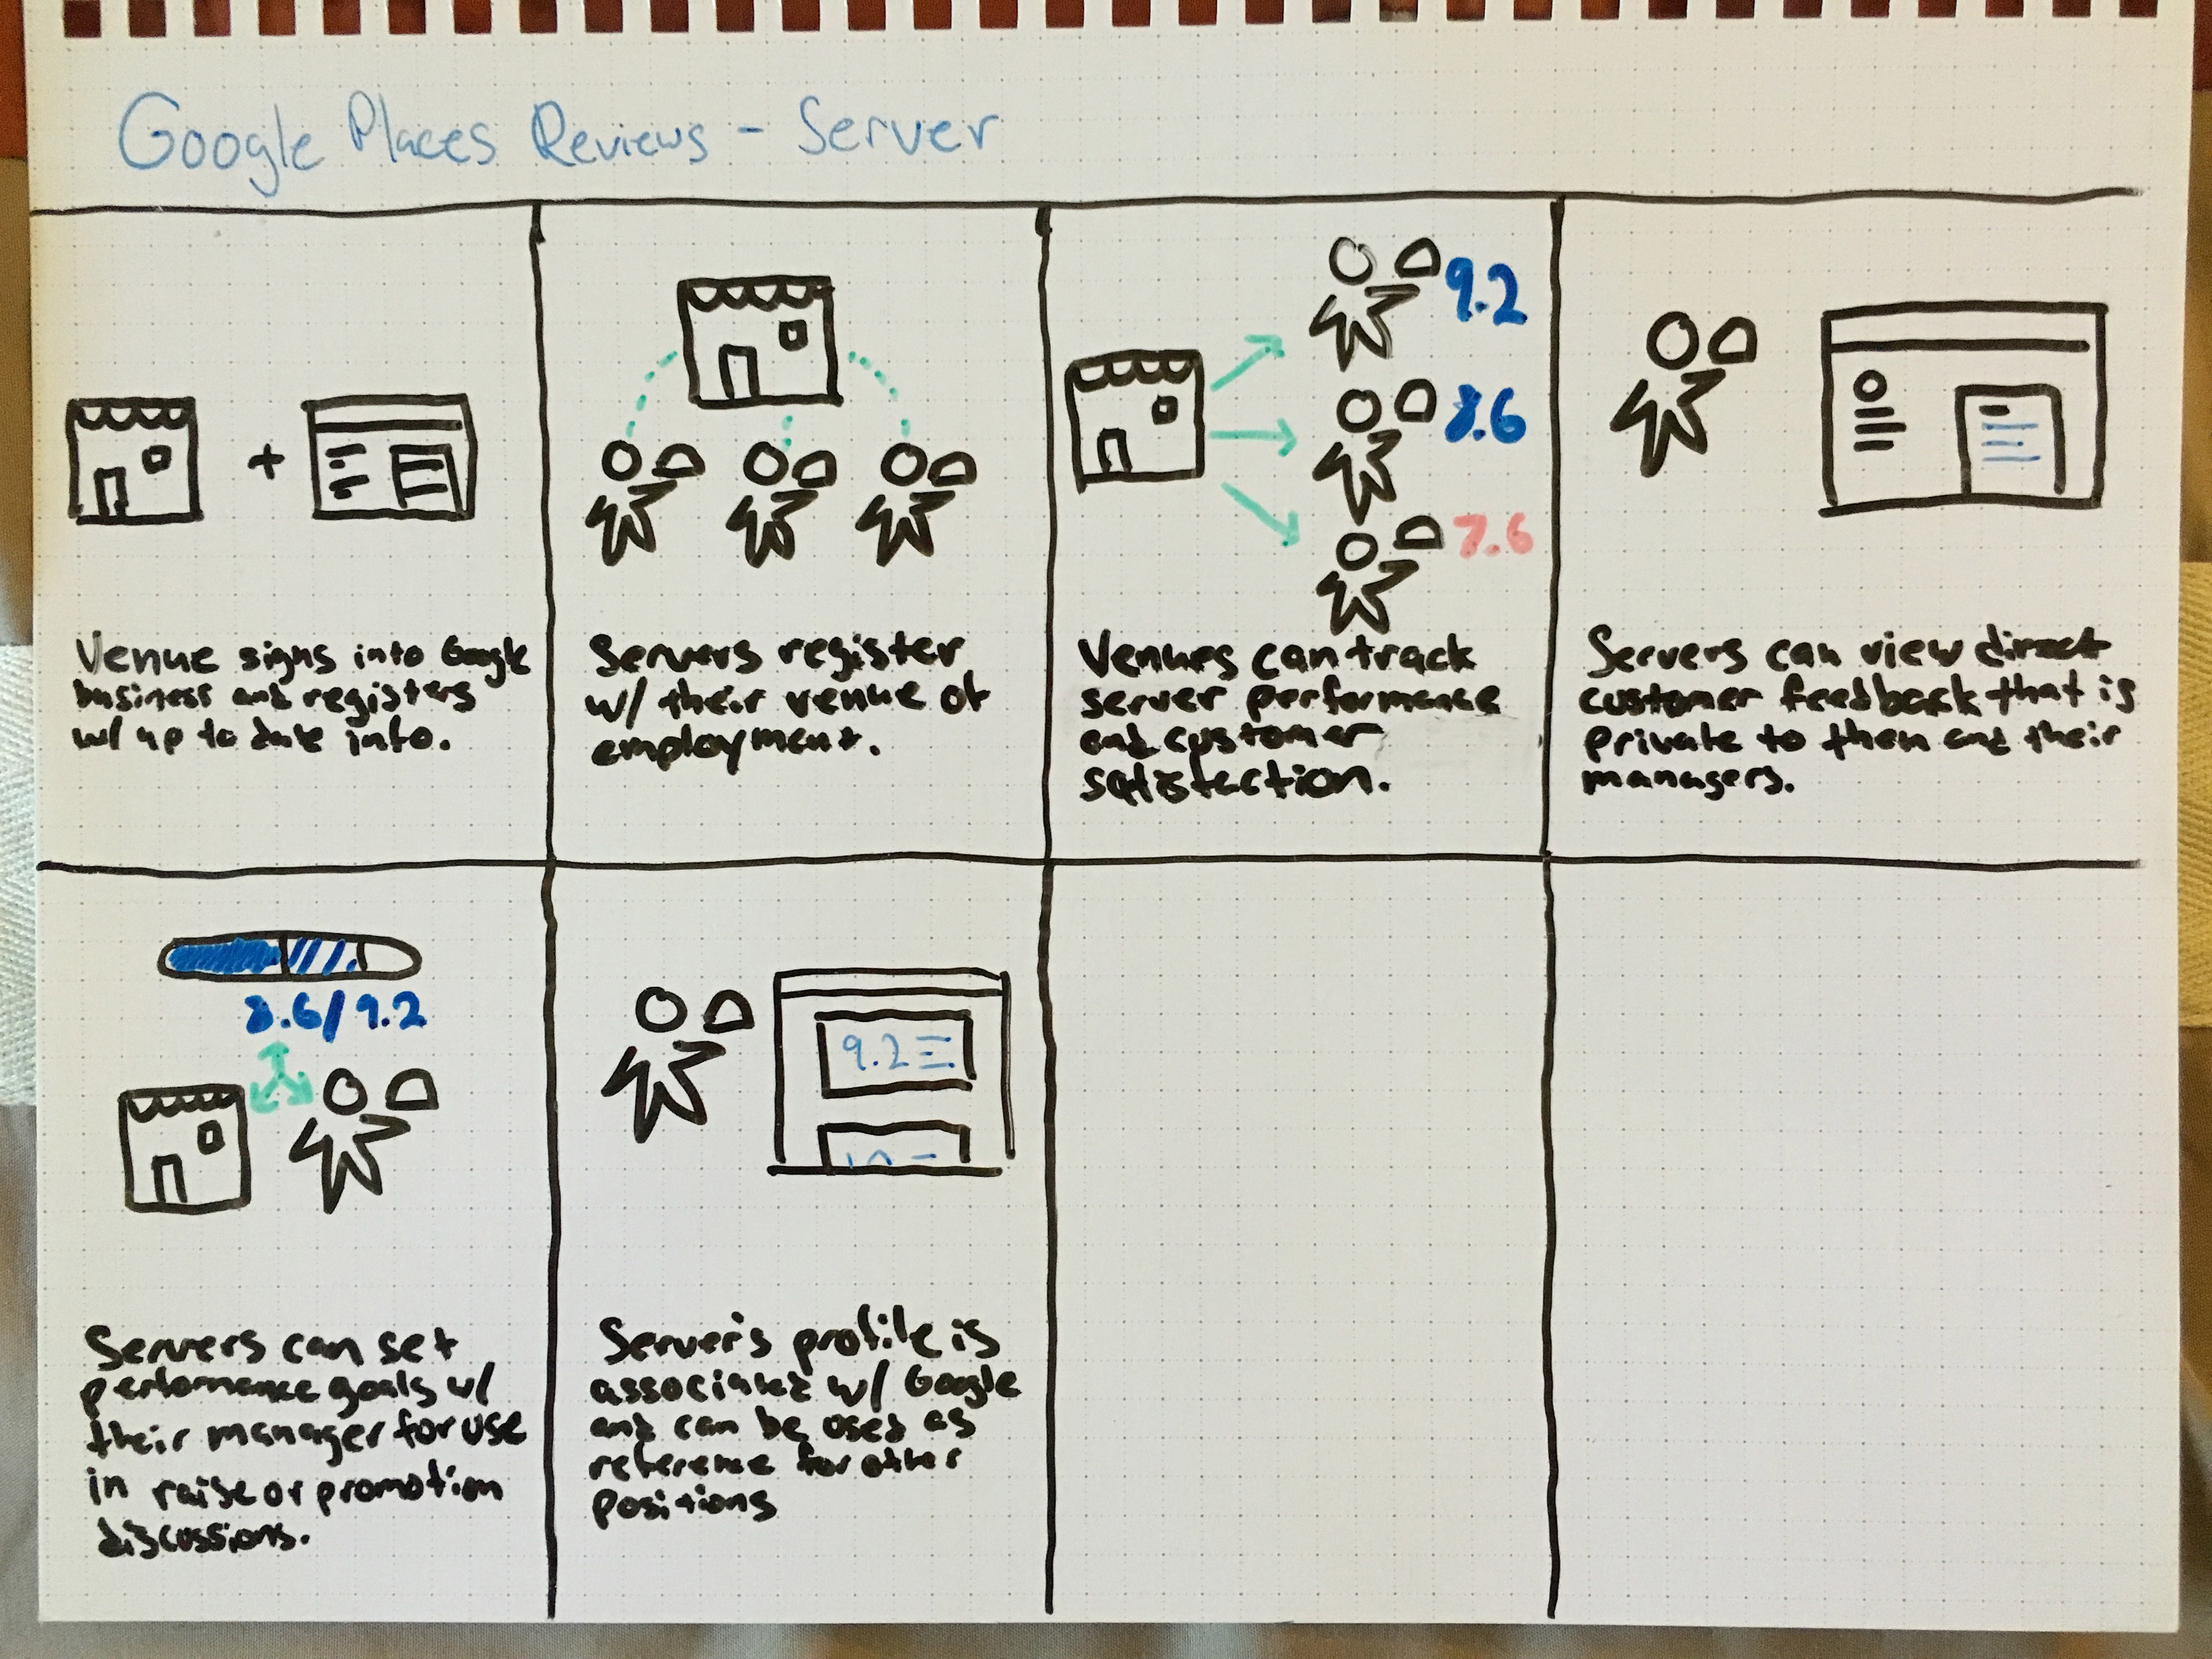 Google Places Reviews - Server
9.2
8.6
7.6
Venue signs into Google
business and registers
w/ up to date info.
Servers register
w/ their venue of
employment.
Venues can track
server performance
and customer
satisfaction.
Servers can view direct
customer feedback that is
private to them and their
managers.
8.6/9.2
Servers can set
performance goals w/
their manager for use
in raise or promotion
discussions.
9.2
Server's profile is
associated w/ Google
and can be used as
reference for other
positions